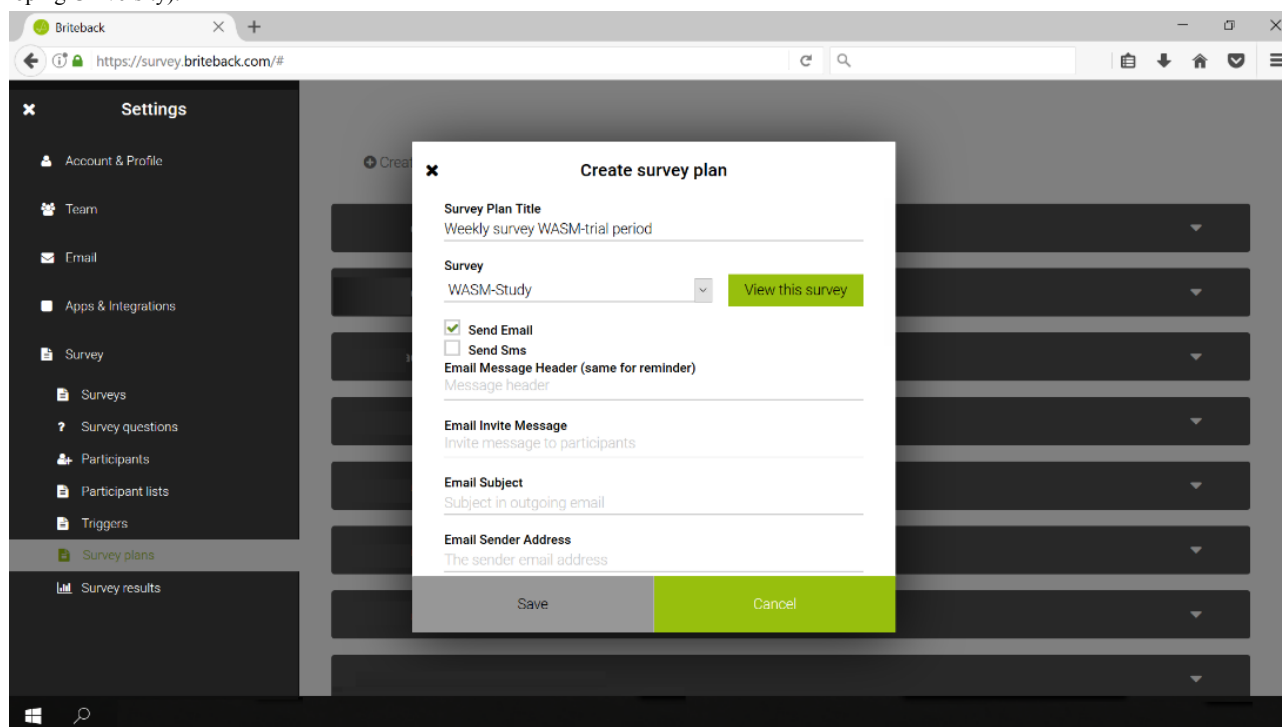 Briteback
https://survey.briteback.com/#
Settings
Account & Profile
Team
Email
Apps & Integrations
Survey
Surveys
Survey questions
Participants
Participant lists
Triggers
Survey plans
Survey results
Create survey plan
Survey Plan Title
Weekly survey WASM-trial period
Survey
WASM-Study
View this survey
Send Email
Send Sms
Email Message Header (same for reminder)
Message header
Email Invite Message
Invite message to participants
Email Subject
Subject in outgoing email
Email Sender Address
The sender email address
Save
Cancel